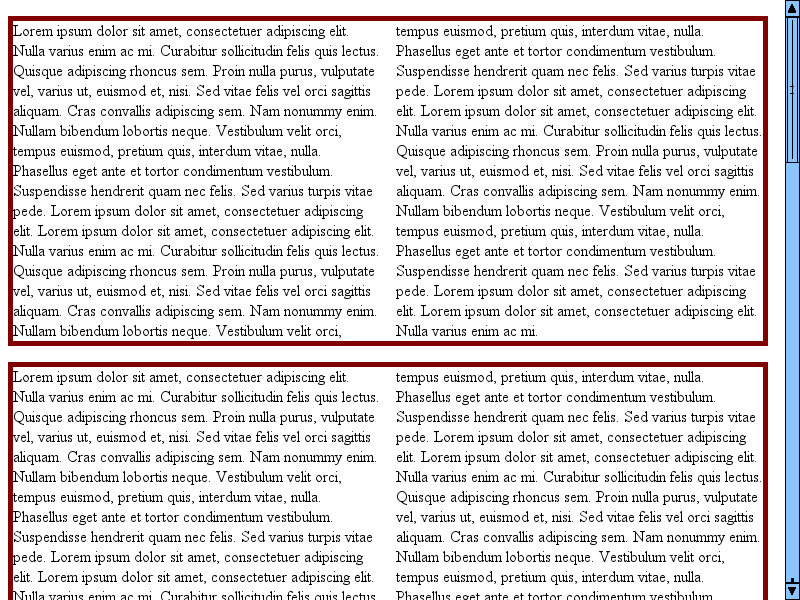 Lorem ipsum dolor sit amet, consectetuer adipiscing elit.
Nulla varius enim ac mi. Curabitur sollicitudin felis quis lectus.
Quisque adipiscing rhoncus sem. Proin nulla purus, vulputate
vel, varius ut, euismod et, nisi. Sed vitae felis vel orci sagittis
aliquam. Cras convallis adipiscing sem. Nam nonummy enim.
Nullam bibendum lobortis neque. Vestibulum velit orci,
tempus euismod, pretium quis, interdum vitae, nulla.
Phasellus eget ante et tortor condimentum vestibulum.
Suspendisse hendrerit quam nec felis. Sed varius turpis vitae
pede. Lorem ipsum dolor sit amet, consectetuer adipiscing
elit. Lorem ipsum dolor sit amet, consectetuer adipiscing elit.
Nulla varius enim ac mi. Curabitur sollicitudin felis quis lectus.
Quisque adipiscing rhoncus sem. Proin nulla purus, vulputate
vel, varius ut, euismod et, nisi. Sed vitae felis vel orci sagittis
aliquam. Cras convallis adipiscing sem. Nam nonummy enim.
Nullam bibendum lobortis neque. Vestibulum velit orci,
tempus euismod, pretium quis, interdum vitae, nulla.
Phasellus eget ante et tortor condimentum vestibulum.
Suspendisse hendrerit quam nec felis. Sed varius turpis vitae
pede. Lorem ipsum dolor sit amet, consectetuer adipiscing
elit. Lorem ipsum dolor sit amet, consectetuer adipiscing elit.
Nulla varius enim ac mi. Curabitur sollicitudin felis quis lectus.
Quisque adipiscing rhoncus sem. Proin nulla purus, vulputate
vel, varius ut, euismod et, nisi. Sed vitae felis vel orci sagittis
aliquam. Cras convallis adipiscing sem. Nam nonummy enim.
Nullam bibendum lobortis neque. Vestibulum velit orci,
tempus euismod, pretium quis, interdum vitae, nulla.
Phasellus eget ante et tortor condimentum vestibulum.
Suspendisse hendrerit quam nec felis. Sed varius turpis vitae
pede. Lorem ipsum dolor sit amet, consectetuer adipiscing
elit. Lorem ipsum dolor sit amet, consectetuer adipiscing elit.
Nulla varius enim ac mi.
Lorem ipsum dolor sit amet, consectetuer adipiscing elit.
Nulla varius enim ac mi. Curabitur sollicitudin felis quis lectus.
Quisque adipiscing rhoncus sem. Proin nulla purus, vulputate
vel, varius ut, euismod et, nisi. Sed vitae felis vel orci sagittis
aliquam. Cras convallis adipiscing sem. Nam nonummy enim.
Nullam bibendum lobortis neque. Vestibulum velit orci,
tempus euismod, pretium quis, interdum vitae, nulla.
Phasellus eget ante et tortor condimentum vestibulum.
Suspendisse hendrerit quam nec felis. Sed varius turpis vitae
pede. Lorem ipsum dolor sit amet, consectetuer adipiscing
elit. Lorem ipsum dolor sit amet, consectetuer adipiscing elit.
Nulla varius enim ac mi. Curabitur sollicitudin felis quis lectus.
tempus euismod, pretium quis, interdum vitae, nulla.
Phasellus eget ante et tortor condimentum vestibulum.
Suspendisse hendrerit quam nec felis. Sed varius turpis vitae
pede. Lorem ipsum dolor sit amet, consectetuer adipiscing
elit. Lorem ipsum dolor sit amet, consectetuer adipiscing elit.
Nulla varius enim ac mi. Curabitur sollicitudin felis quis lectus.
Quisque adipiscing rhoncus sem. Proin nulla purus, vulputate
vel, varius ut, euismod et, nisi. Sed vitae felis vel orci sagittis
aliquam. Cras convallis adipiscing sem. Nam nonummy enim.
Nullam bibendum lobortis neque. Vestibulum velit orci,
tempus euismod, pretium quis, interdum vitae, nulla.
Phasellus eget ante et tortor condimentum vestibulum.